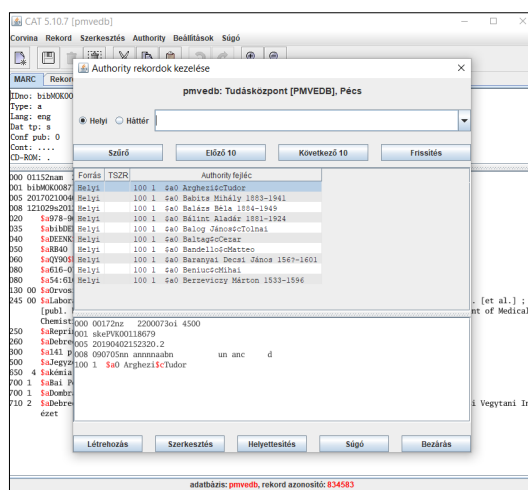 CAT 5.10.7 [pmvedb]
Corvina Rekord Szerkesztés Authority Beállítások Súgó
MARC Rekor
IDno: bibMOK00
Type: a
Lang: eng
Dat tp: s
Conf pub: 0
Cont: ....
CD-ROM: .
000 01152nam
001 bibMOK0087
005 2017021004
008 121029s201
020 $a978-9
035 $abibDE
040 $aDEENK
050 $aRB40
060 $aQY90$
080 $a616-0
080 $a54:61
130 00 $aOrvos
245 00 $aLabor
[publ.
Chemist
250 $aRepri
260 $aDebre
300 $a141 p
500 $aJegyz
650 4 $akémia
700 1 $aBai P
700 1 $aDombr
710 2 $aDebre
ézet
. [et al.] ;
nt of Medical
i Vegytani In
Authority rekordok kezelése
pmvedb: Tudásközpont [PMVEDB], Pécs
Helyi Háttér
Szűrő Előző 10 Következő 10 Frissítés
Forrás TSZR Authority fejléc
Helyi 100 1 $a0 Arghezi$cTudor
Helyi 100 1 $a0 Babits Mihály 1883-1941
Helyi 100 1 $a0 Balázs Béla 1884-1949
Helyi 100 1 $a0 Bálint Aladár 1881-1924
Helyi 100 1 $a0 Balog János$cTolnai
Helyi 100 1 $a0 Baltag$cCezar
Helyi 100 1 $a0 Bandello$cMatteo
Helyi 100 1 $a0 Baranyai Decsi János 156?-1601
Helyi 100 1 $a0 Beniuc$cMihai
Helyi 100 1 $a0 Berzeviczy Márton 1533-1596
000 00172nz 2200073oi 4500
001 skePVK00118679
005 20190402152320.2
008 090705nn annnnaabn un anc d
100 1 $a0 Arghezi$cTudor
Létrehozás Szerkesztés Helyettesítés Súgó Bezárás
adatbázis: pmvedb, rekord azonosító: 834583